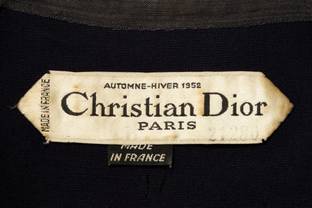 AUTOMNE-HIVER 1952
Christian Dior
PARIS
MADE IN FRANCE
MADE
IN FRANCE